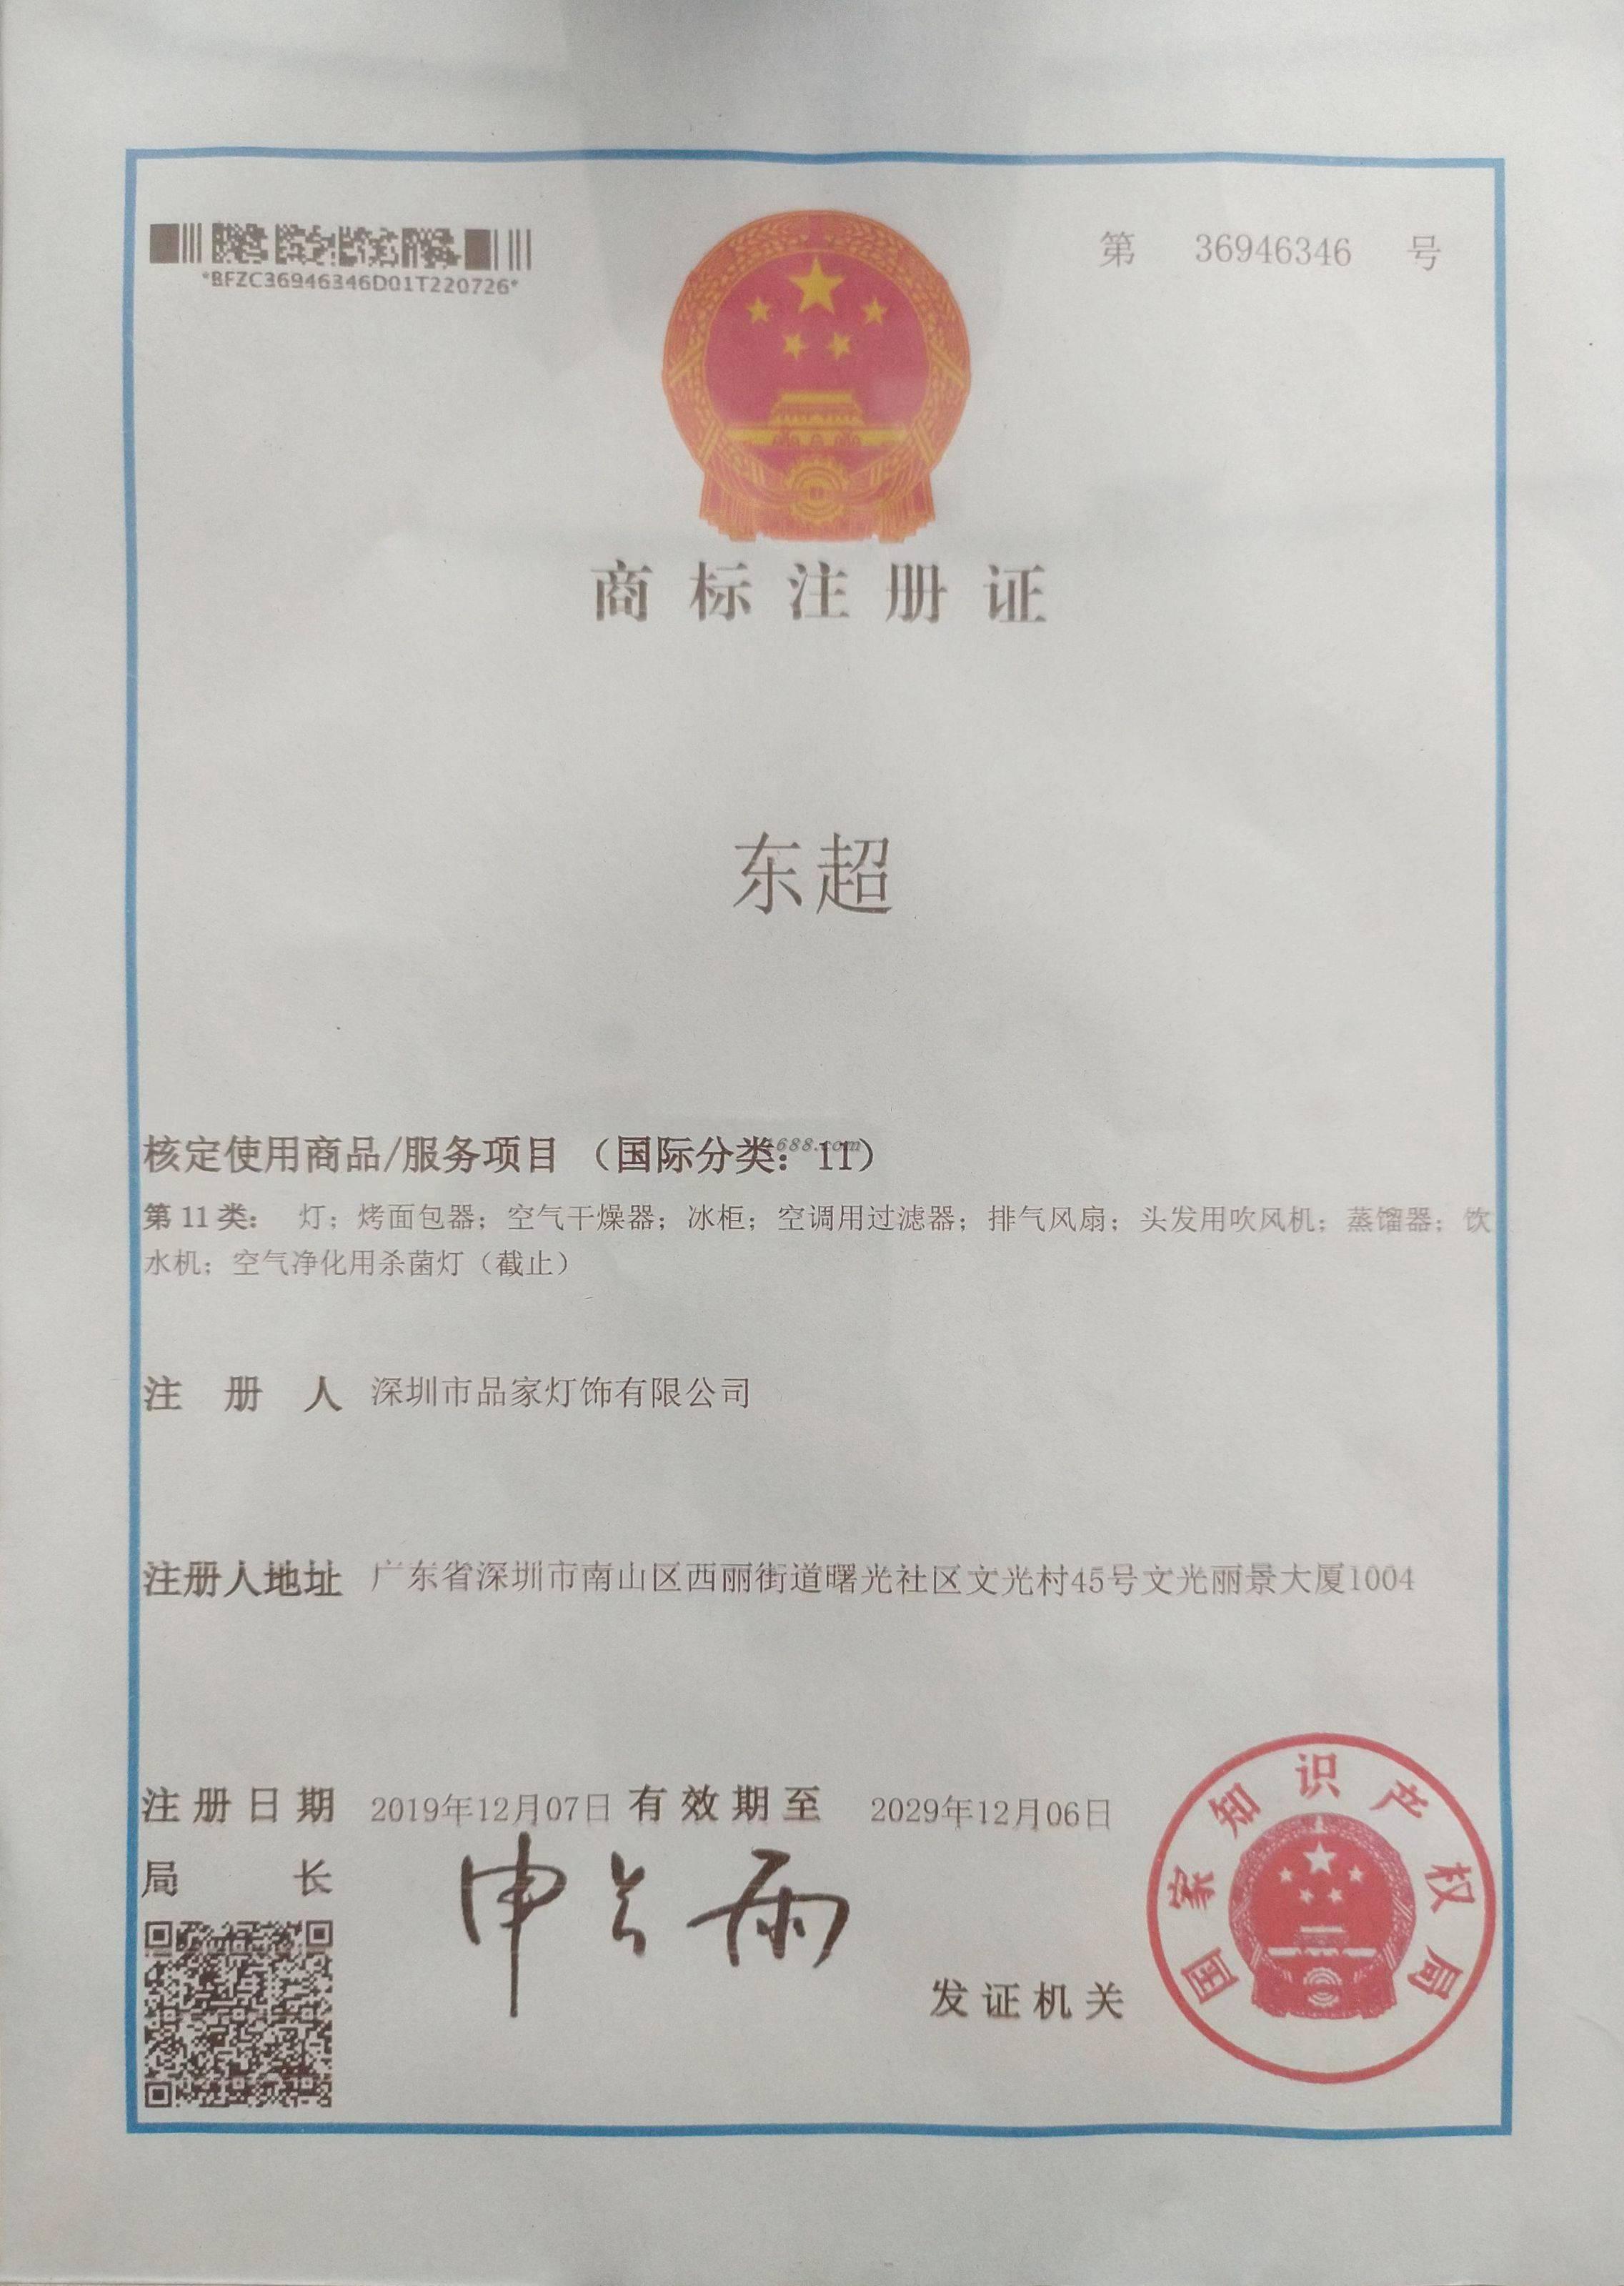 *BFZC36946346D01T220726*
第 36946346 号
商标注册证
东超
核定使用商品/服务项目（国际分类：11）
1688.com
第11类： 灯；烤面包器；空气干燥器；冰柜；空调用过滤器；排气风扇；头发用吹风机；蒸馏器；饮
水机；空气净化用杀菌灯（截止）
注册人 深圳市品家灯饰有限公司
注册人地址 广东省深圳市南山区西丽街道曙光社区文光村45号文光丽景大厦1004
注册日期 2019年12月07日 有效期至 2029年12月06日
局长 申长雨
发证机关
国家知识产权局